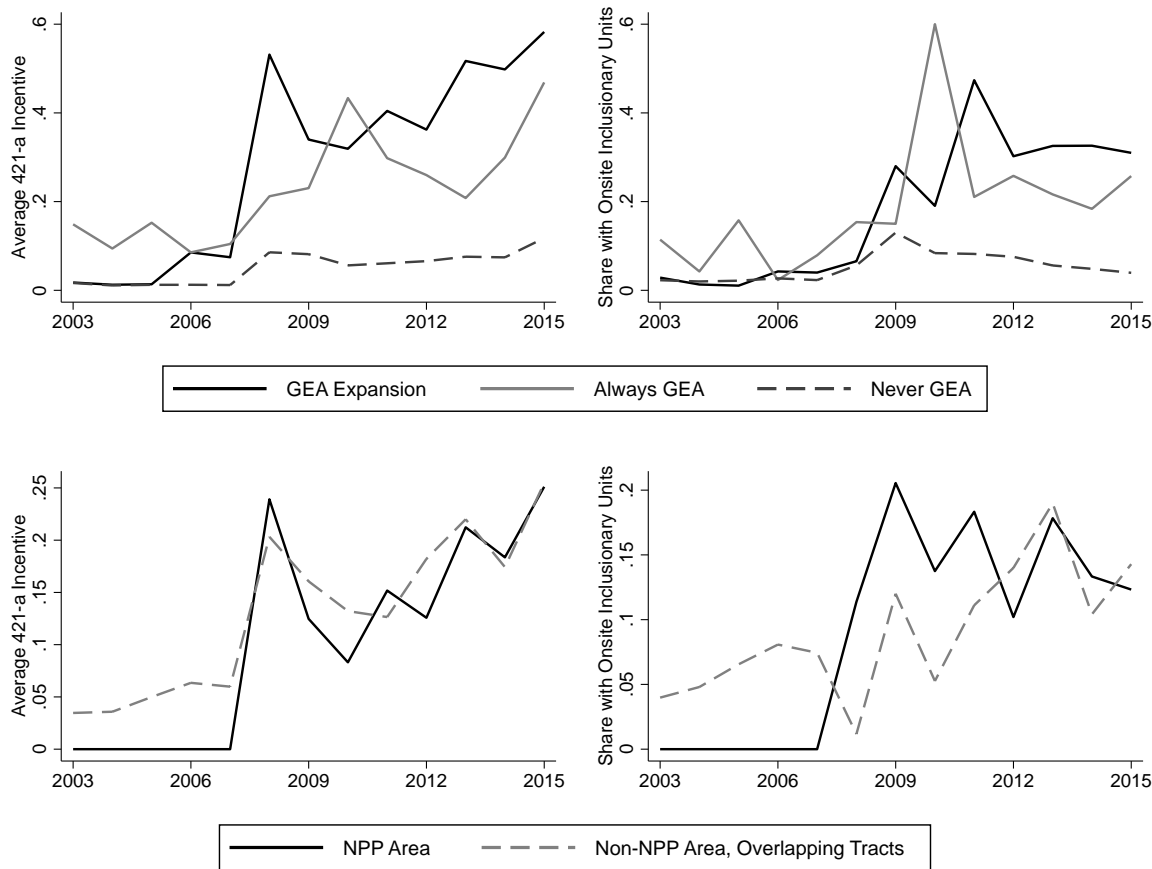 Average 421-a Incentive
.6
.4
.2
0
2003 2006 2009 2012 2015
Share with Onsite Inclusionary Units
.6
.4
.2
0
2003 2006 2009 2012 2015
GEA Expansion Always GEA Never GEA
Average 421-a Incentive
.25
.2
.15
.1
.05
0
2003 2006 2009 2012 2015
Share with Onsite Inclusionary Units
.2
.15
.1
.05
0
2003 2006 2009 2012 2015
NPP Area Non-NPP Area, Overlapping Tracts